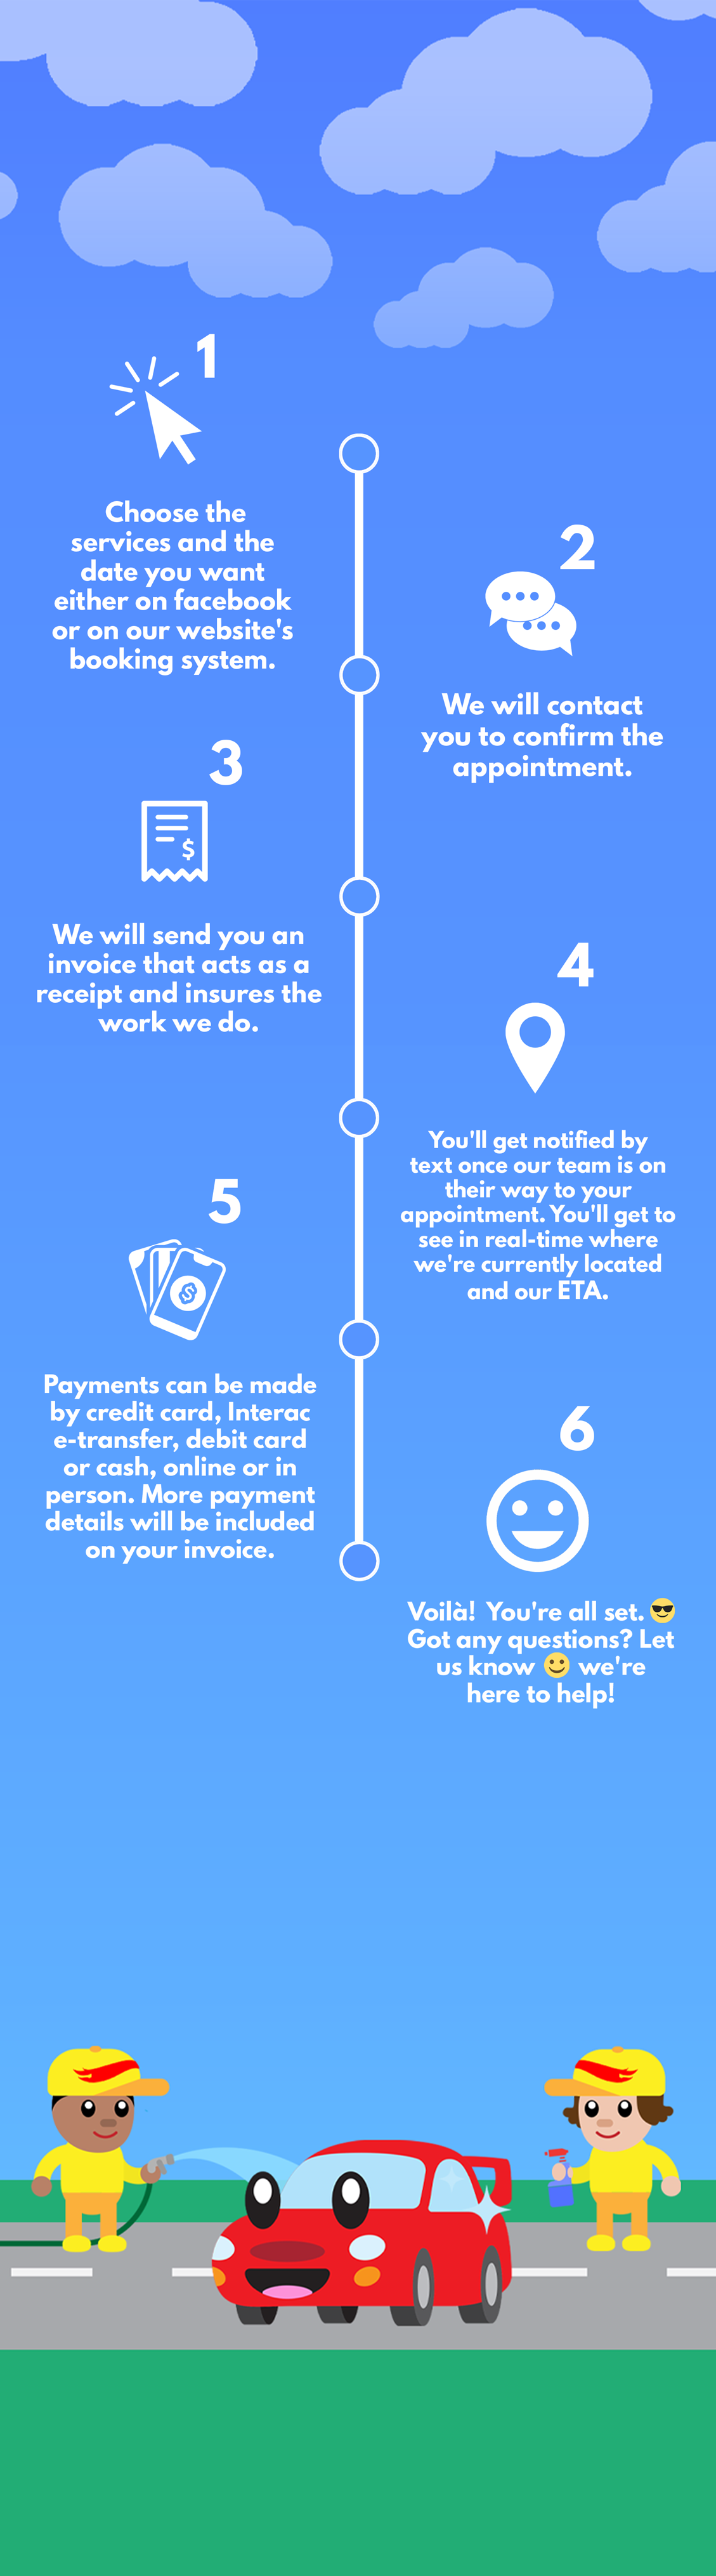 1
Choose the
services and the
date you want
either on facebook
or on our website's
booking system.
2
We will contact
you to confirm the
appointment.
3
$
We will send you an
invoice that acts as a
receipt and insures the
work we do.
4
You'll get notified by
text once our team is on
their way to your
appointment. You'll get to
see in real-time where
we're currently located
and our ETA.
5
$
Payments can be made
by credit card, Interac
e-transfer, debit card
or cash, online or in
person. More payment
details will be included
on your invoice.
6
Voilà! You're all set. 😎
Got any questions? Let
us know 🙂 we're
here to help!